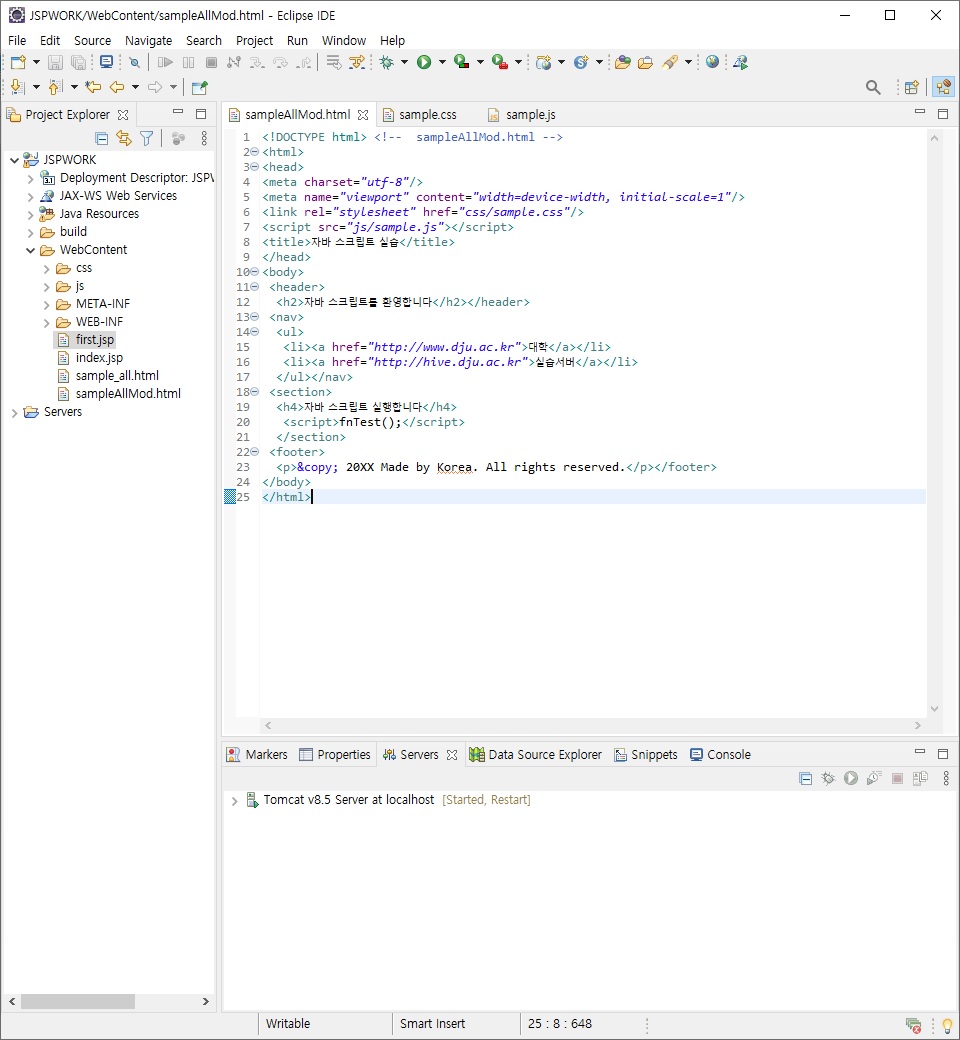 JSPWORK/WebContent/sampleAllMod.html - Eclipse IDE
File Edit Source Navigate Search Project Run Window Help
Project Explorer
JSPWORK
Deployment Descriptor: JSPV
JAX-WS Web Services
Java Resources
build
WebContent
css
js
META-INF
WEB-INF
first.jsp
index.jsp
sample_all.html
sampleAllMod.html
Servers
sampleAllMod.html sample.css sample.js
1 <!DOCTYPE html> <!--  sampleAllMod.html -->
2 <html>
3 <head>
4 <meta charset="utf-8"/>
5 <meta name="viewport" content="width=device-width, initial-scale=1"/>
6 <link rel="stylesheet" href="css/sample.css"/>
7 <script src="js/sample.js"></script>
8 <title>자바 스크립트 실습</title>
9 </head>
10 <body>
11 <header>
12 <h2>자바 스크립트를 환영합니다</h2></header>
13 <nav>
14 <ul>
15 <li><a href="http://www.dju.ac.kr">대학</a></li>
16 <li><a href="http://hive.dju.ac.kr">실습서버</a></li>
17 </ul></nav>
18 <section>
19 <h4>자바 스크립트 실행합니다</h4>
20 <script>fnTest();</script>
21 </section>
22 <footer>
23 <p>&copy; 20XX Made by Korea. All rights reserved.</p></footer>
24 </body>
25 </html>
Markers Properties Servers Data Source Explorer Snippets Console
Tomcat v8.5 Server at localhost [Started, Restart]
Writable Smart Insert 25 : 8 : 648